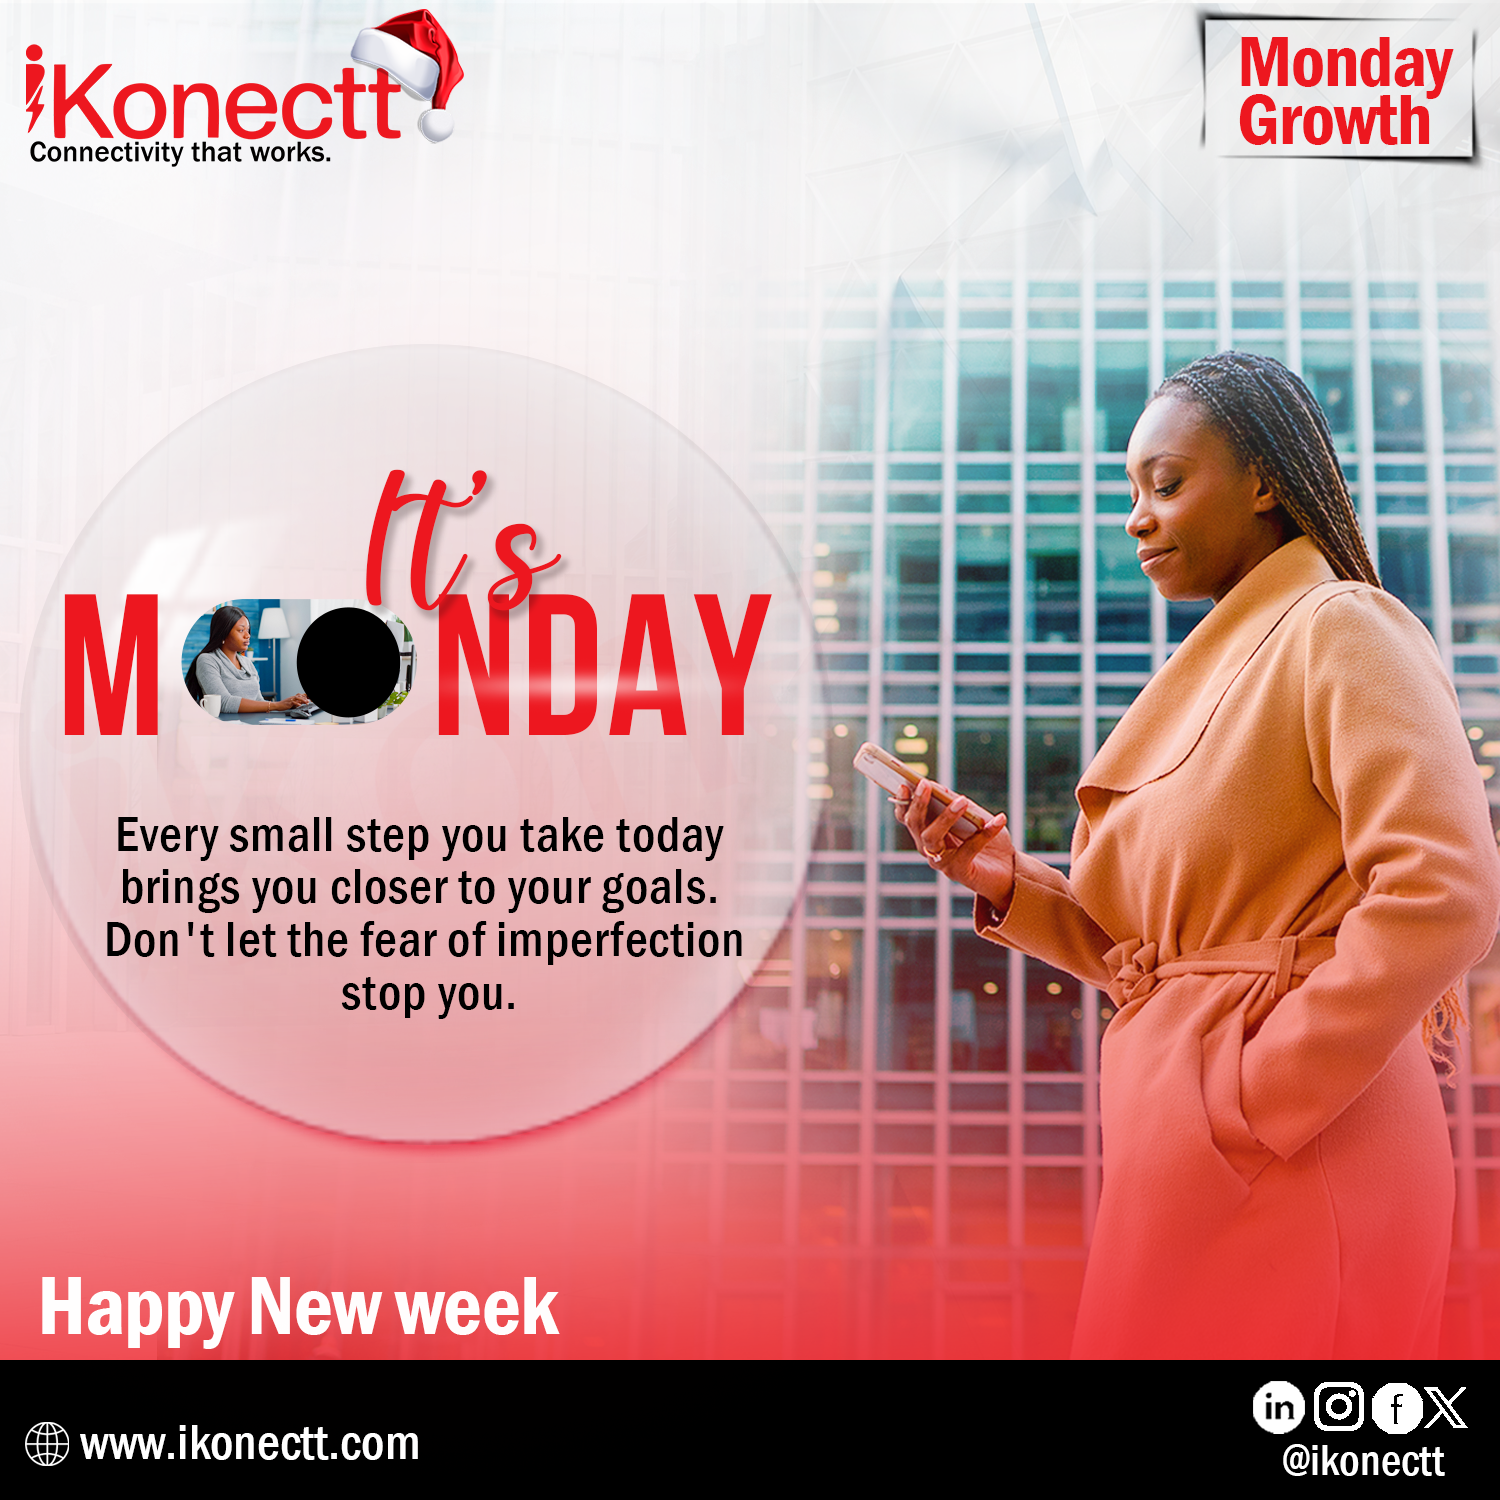 iKonectt
Connectivity that works.
Monday
Growth
It's
MONDAY
Every small step you take today
brings you closer to your goals.
Don't let the fear of imperfection
stop you.
Happy New week
www.ikonectt.com
in f X
@ikonectt